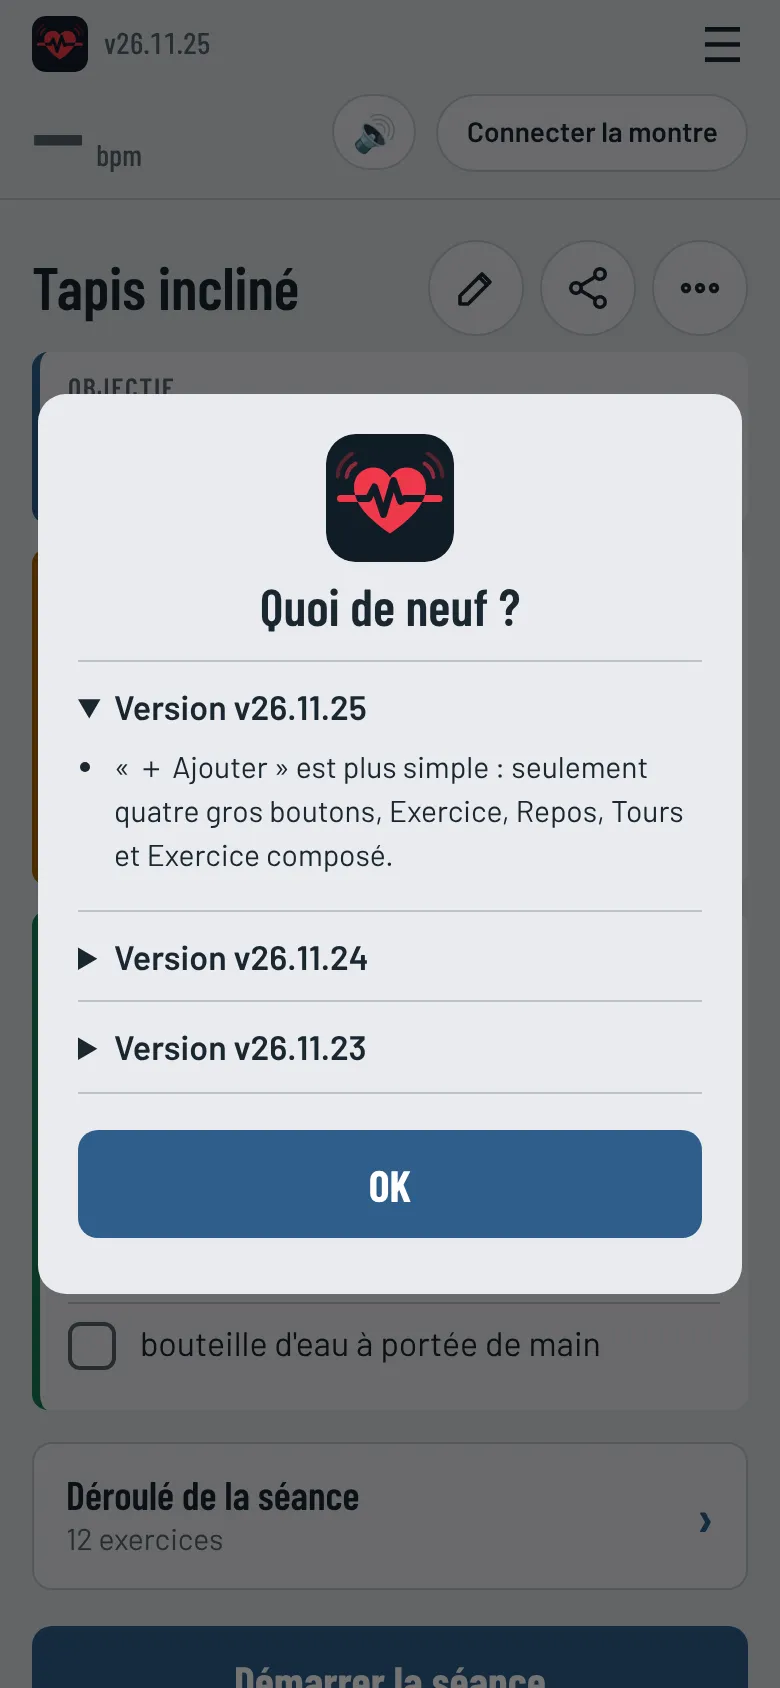 v26.11.25
bpm
Connecter la montre
Tapis incliné
OBJECTIF
Quoi de neuf ?
Version v26.11.25
« + Ajouter » est plus simple : seulement
quatre gros boutons, Exercice, Repos, Tours
et Exercice composé.
Version v26.11.24
Version v26.11.23
OK
bouteille d'eau à portée de main
Déroulé de la séance
12 exercices
Démarrer la séance